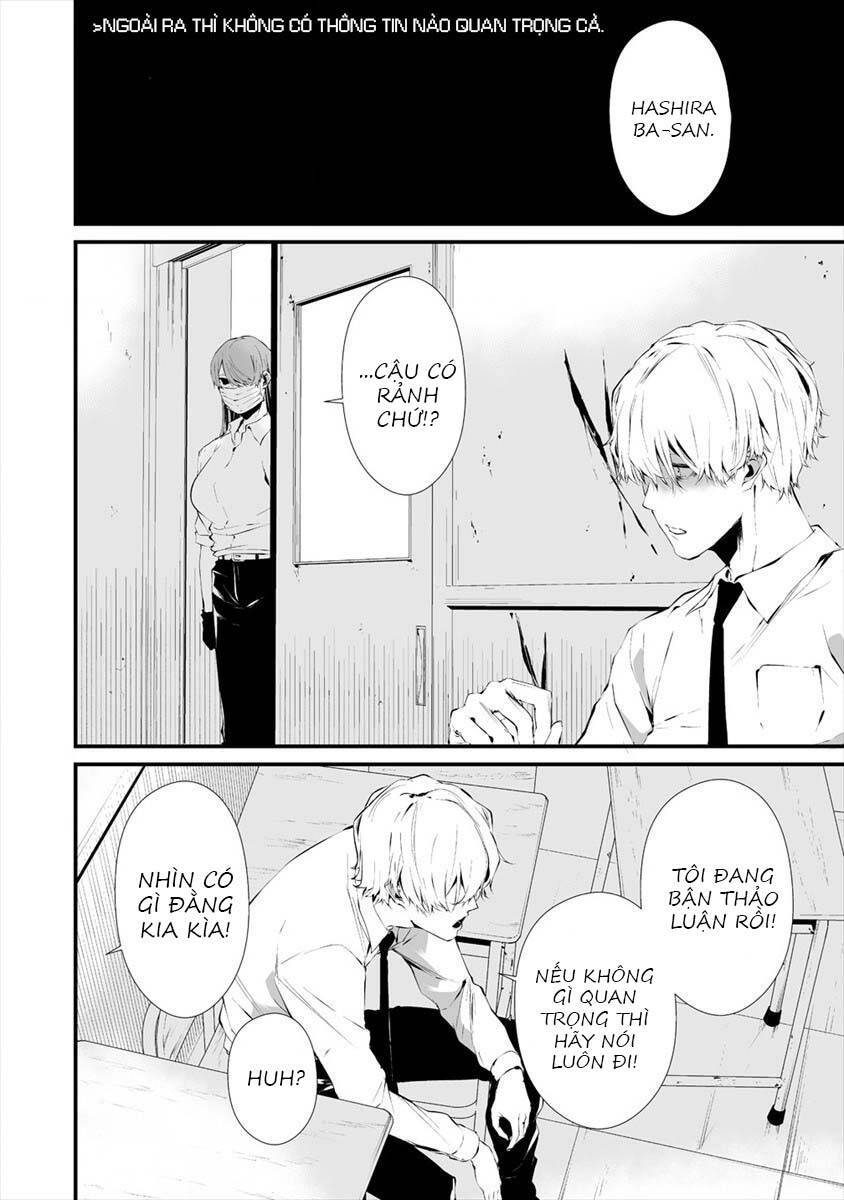 >NGOÀI RA THÌ KHÔNG CÓ THÔNG TIN NÀO QUAN TRỌNG CẢ.
HASHIRA
BA-SAN.
...CẬU CÓ
RẢNH
CHỨ!?
TÔI ĐANG
BẬN THẢO
LUẬN RỒI!
NẾU KHÔNG
GÌ QUAN
TRỌNG THÌ
HÃY NÓI
LUÔN ĐI!
NHÌN CÓ
GÌ ĐẰNG
KIA KÌA!
HUH?